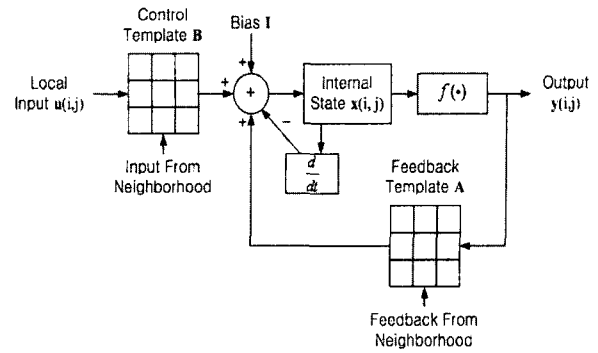 Control
Template B
Bias I
Local
Input u(i,j)
+
+
+
−
+
Internal
State x(i, j)
f(•)
Output
y(i,j)
Input From
Neighborhood
d
dt
Feedback
Template A
Feedback From
Neighborhood